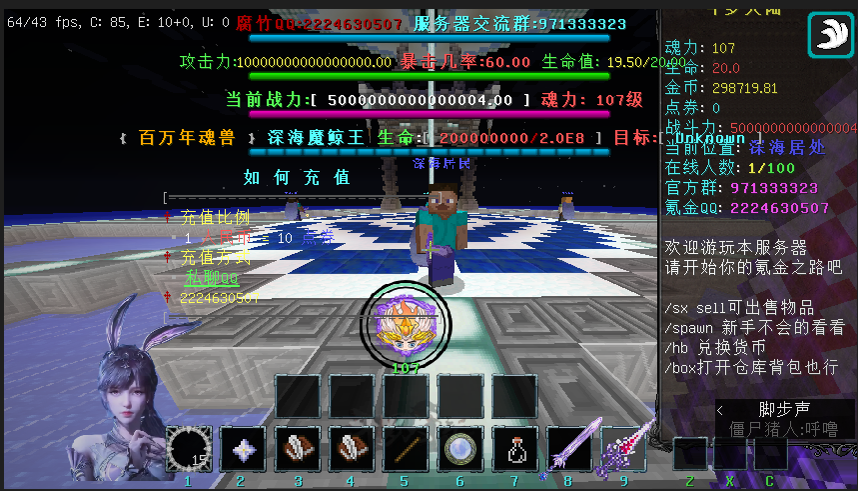 64/43 fps, C: 85, E: 10+0, U: 0
腐竹QQ:2224630507 服务器交流群:971333323
攻击力:10000000000000000.00 暴击几率:60.00 生命值: 19.50/20.00
当前战力:[ 5000000000000004.00 ] 魂力: 107级
{ 百万年魂兽 } 深海魔鲸王 生命:[ 200000000/2.0E8 ] 目标:[ Unknown ]
深海居民
如何充值
充值比例
1 人民币 = 10 点券
充值方式
私聊QQ
2224630507
107
魂力: 107
生命: 20.0
金币: 298719.81
点券: 0
战斗力: 5000000000000004
当前位置: 深海居处
在线人数: 1/100
官方群: 971333323
氪金QQ: 2224630507
欢迎游玩本服务器
请开始你的氪金之路吧
/sx sell可出售物品
/spawn 新手不会的看看
/hb 兑换货币
/box打开仓库背包也行
< 脚步声
僵尸猪人:呼噜
15
1 2 3 4 5 6 7 8 9 Z X C